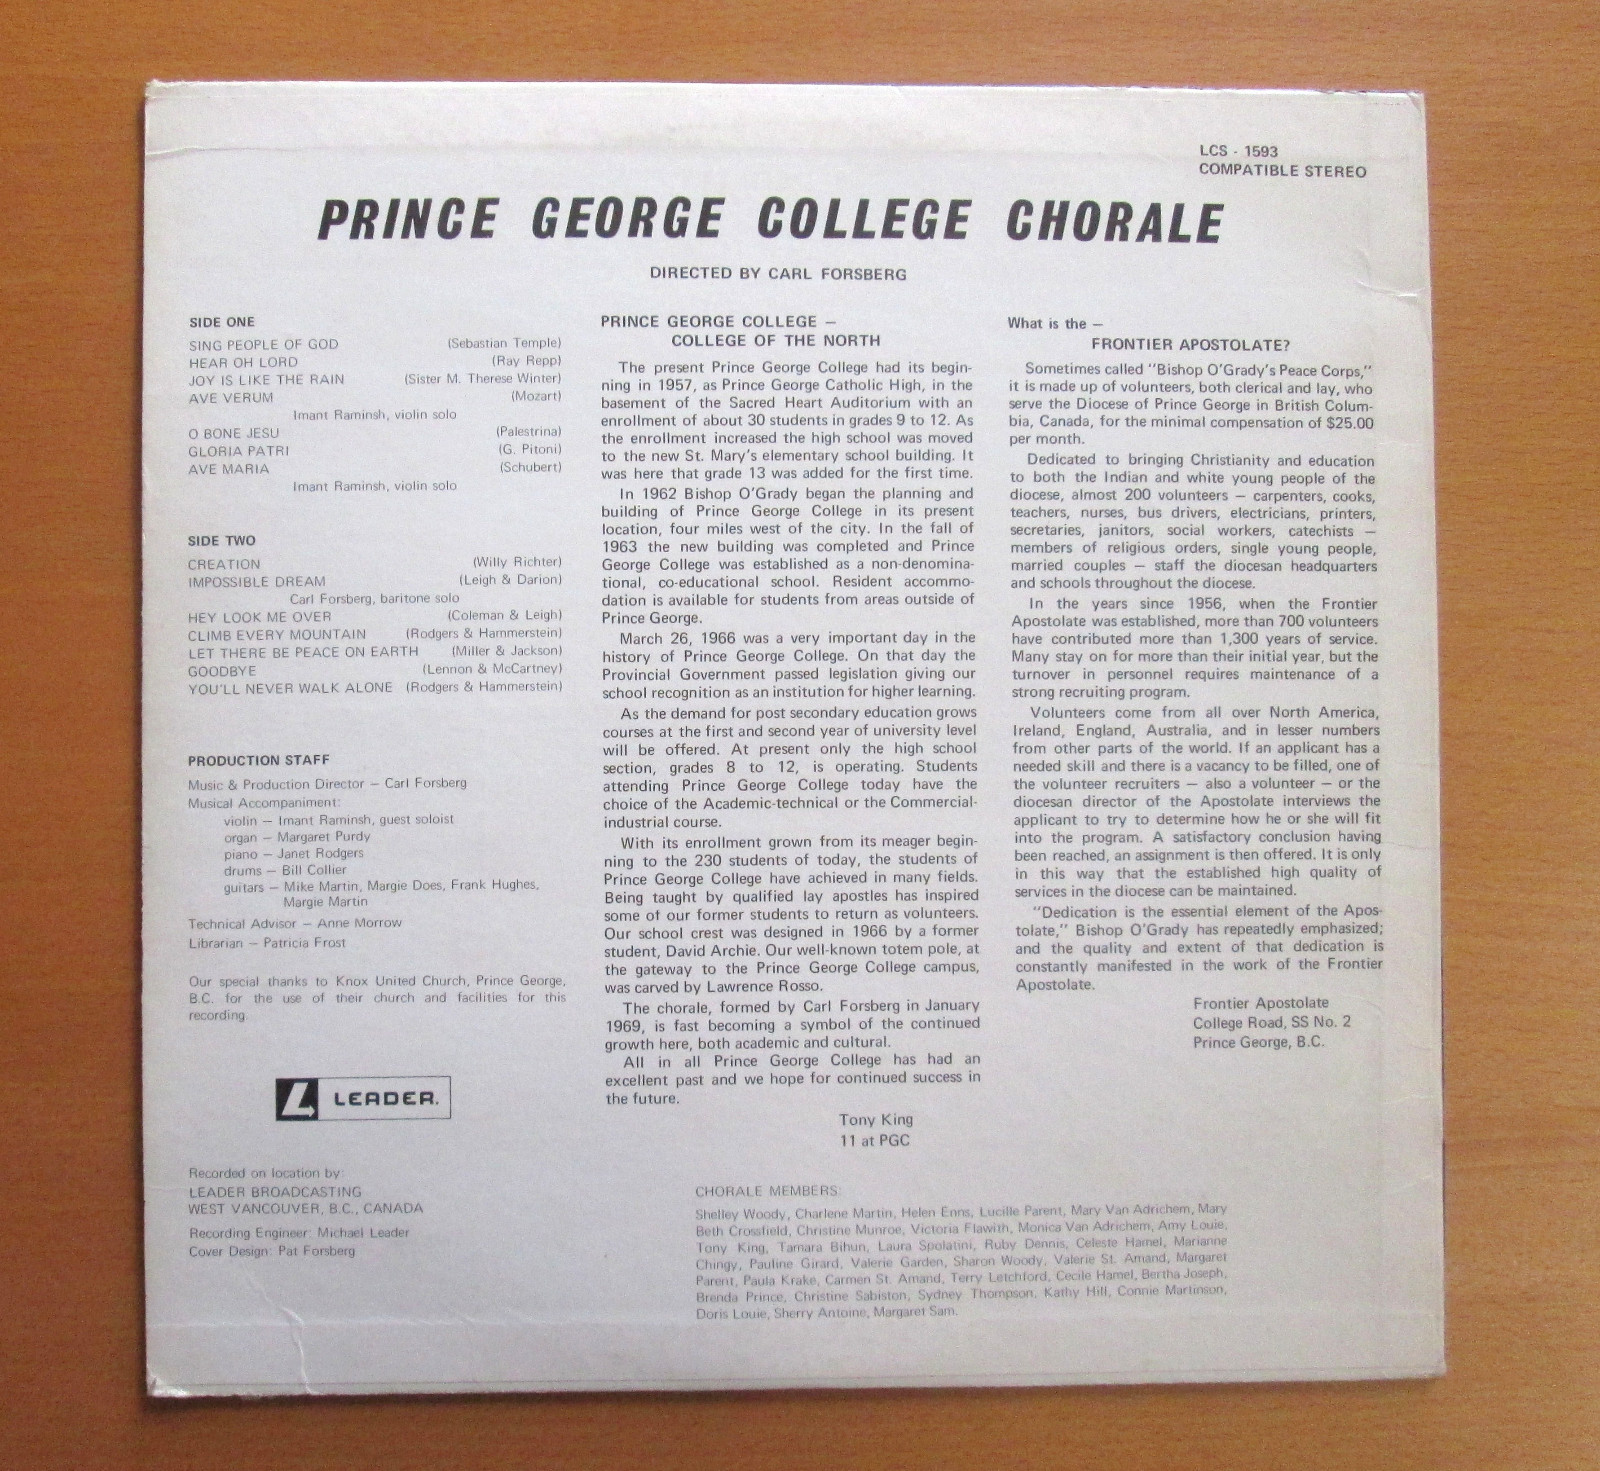 LCS - 1593
COMPATIBLE STEREO
PRINCE GEORGE COLLEGE CHORALE
DIRECTED BY CARL FORSBERG
SIDE ONE
SING PEOPLE OF GOD (Sebastian Temple)
HEAR OH LORD (Ray Repp)
JOY IS LIKE THE RAIN (Sister M. Therese Winter)
AVE VERUM (Mozart)
Imant Raminsh, violin solo
O BONE JESU (Palestrina)
GLORIA PATRI (G. Pitoni)
AVE MARIA (Schubert)
Imant Raminsh, violin solo
SIDE TWO
CREATION (Willy Richter)
IMPOSSIBLE DREAM (Leigh & Darion)
Carl Forsberg, baritone solo
HEY LOOK ME OVER (Coleman & Leigh)
CLIMB EVERY MOUNTAIN (Rodgers & Hammerstein)
LET THERE BE PEACE ON EARTH (Miller & Jackson)
GOODBYE (Lennon & McCartney)
YOU'LL NEVER WALK ALONE (Rodgers & Hammerstein)
PRODUCTION STAFF
Music & Production Director — Carl Forsberg
Musical Accompaniment:
violin — Imant Raminsh, guest soloist
organ — Margaret Purdy
piano — Janet Rodgers
drums — Bill Collier
guitars — Mike Martin, Margie Does, Frank Hughes,
Margie Martin
Technical Advisor — Anne Morrow
Librarian — Patricia Frost
Our special thanks to Knox United Church, Prince George,
B.C. for the use of their church and facilities for this
recording.
LEADER.
Recorded on location by:
LEADER BROADCASTING
WEST VANCOUVER, B.C., CANADA
Recording Engineer: Michael Leader
Cover Design: Pat Forsberg
PRINCE GEORGE COLLEGE —
COLLEGE OF THE NORTH
The present Prince George College had its begin-
ning in 1957, as Prince George Catholic High, in the
basement of the Sacred Heart Auditorium with an
enrollment of about 30 students in grades 9 to 12. As
the enrollment increased the high school was moved
to the new St. Mary's elementary school building. It
was here that grade 13 was added for the first time.
In 1962 Bishop O'Grady began the planning and
building of Prince George College in its present
location, four miles west of the city. In the fall of
1963 the new building was completed and Prince
George College was established as a non-denomina-
tional, co-educational school. Resident accommo-
dation is available for students from areas outside of
Prince George.
March 26, 1966 was a very important day in the
history of Prince George College. On that day the
Provincial Government passed legislation giving our
school recognition as an institution for higher learning.
As the demand for post secondary education grows
courses at the first and second year of university level
will be offered. At present only the high school
section, grades 8 to 12, is operating. Students
attending Prince George College today have the
choice of the Academic-technical or the Commercial-
industrial course.
With its enrollment grown from its meager begin-
ning to the 230 students of today, the students of
Prince George College have achieved in many fields.
Being taught by qualified lay apostles has inspired
some of our former students to return as volunteers.
Our school crest was designed in 1966 by a former
student, David Archie. Our well-known totem pole, at
the gateway to the Prince George College campus,
was carved by Lawrence Rosso.
The chorale, formed by Carl Forsberg in January
1969, is fast becoming a symbol of the continued
growth here, both academic and cultural.
All in all Prince George College has had an
excellent past and we hope for continued success in
the future.
Tony King
11 at PGC
What is the —
FRONTIER APOSTOLATE?
Sometimes called "Bishop O'Grady's Peace Corps,"
it is made up of volunteers, both clerical and lay, who
serve the Diocese of Prince George in British Colum-
bia, Canada, for the minimal compensation of $25.00
per month.
Dedicated to bringing Christianity and education
to both the Indian and white young people of the
diocese, almost 200 volunteers — carpenters, cooks,
teachers, nurses, bus drivers, electricians, printers,
secretaries, janitors, social workers, catechists —
members of religious orders, single young people,
married couples — staff the diocesan headquarters
and schools throughout the diocese.
In the years since 1956, when the Frontier
Apostolate was established, more than 700 volunteers
have contributed more than 1,300 years of service.
Many stay on for more than their initial year, but the
turnover in personnel requires maintenance of a
strong recruiting program.
Volunteers come from all over North America,
Ireland, England, Australia, and in lesser numbers
from other parts of the world. If an applicant has a
needed skill and there is a vacancy to be filled, one of
the volunteer recruiters — also a volunteer — or the
diocesan director of the Apostolate interviews the
applicant to try to determine how he or she will fit
into the program. A satisfactory conclusion having
been reached, an assignment is then offered. It is only
in this way that the established high quality of
services in the diocese can be maintained.
"Dedication is the essential element of the Apos-
tolate," Bishop O'Grady has repeatedly emphasized;
and the quality and extent of that dedication is
constantly manifested in the work of the Frontier
Apostolate.
Frontier Apostolate
College Road, SS No. 2
Prince George, B.C.
CHORALE MEMBERS:
Shelley Woody, Charlene Martin, Helen Enns, Lucille Parent, Mary Van Adrichem, Mary
Beth Crossfield, Christine Munroe, Victoria Flawith, Monica Van Adrichem, Amy Louie,
Tony King, Tamara Bihun, Laura Spolatini, Ruby Dennis, Celeste Hamel, Marianne
Chingy, Pauline Girard, Valerie Garden, Sharon Woody, Valerie St. Amand, Margaret
Parent, Paula Krake, Carmen St. Amand, Terry Letchford, Cecile Hamel, Bertha Joseph,
Brenda Prince, Christine Sabiston, Sydney Thompson, Kathy Hill, Connie Martinson,
Doris Louie, Sherry Antoine, Margaret Sam.